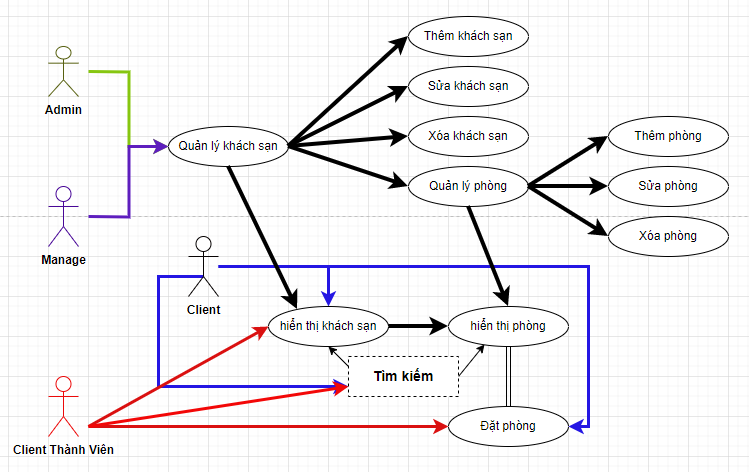 Thêm khách sạn
Sửa khách sạn
Admin
Xóa khách sạn
Thêm phòng
Quản lý khách sạn
Quản lý phòng
Sửa phòng
Xóa phòng
Manage
Client
hiển thị khách sạn
hiển thị phòng
Tìm kiếm
Đặt phòng
Client Thành Viên